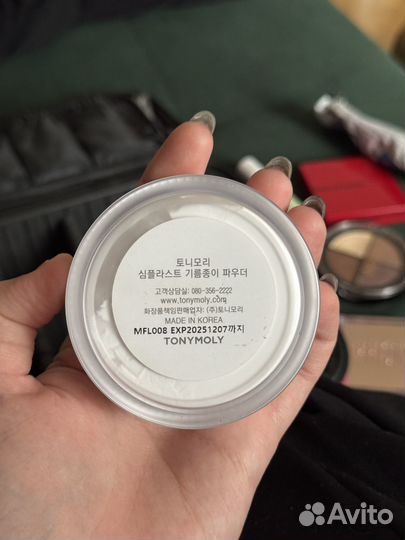 토니모리
심플라스트 기름종이 파우더
고객상담실: 080-356-2222
www.tonymoly.com
화장품책임판매업자: (주)토니모리
MADE IN KOREA
MFL008 EXP20251207까지
TONYMOLY
Avito